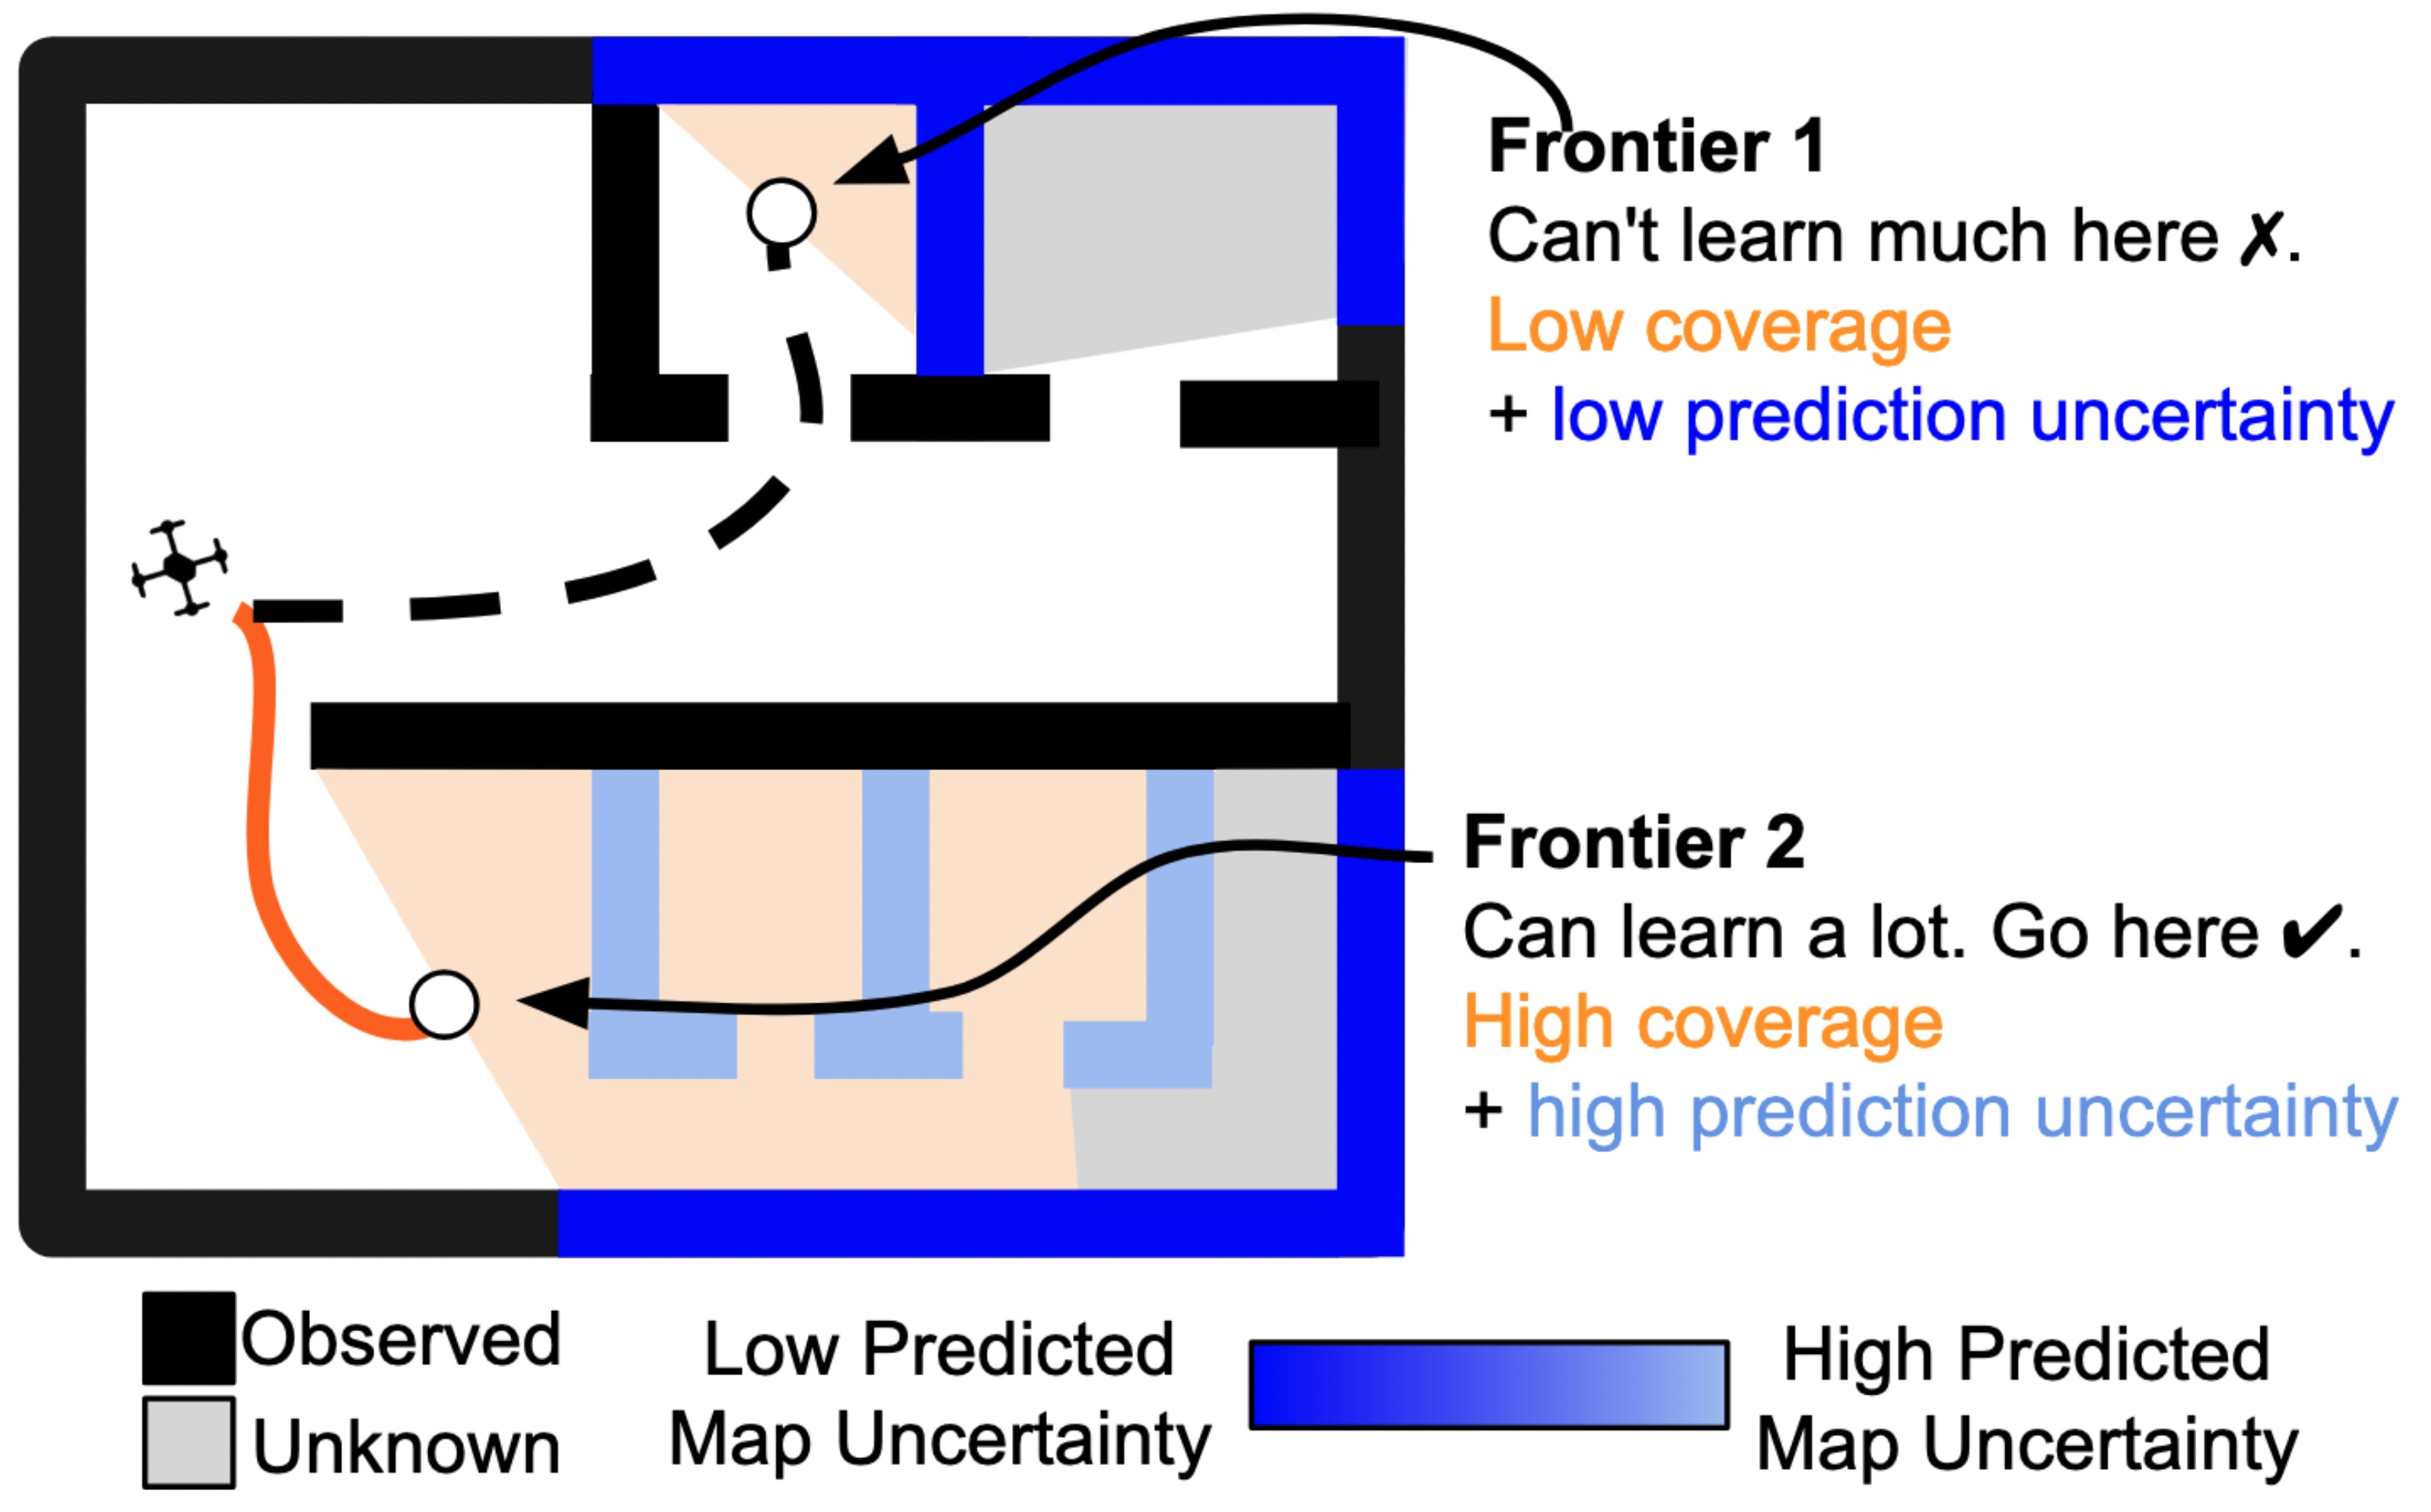 Frontier 1
Can't learn much here ✗.
Low coverage
+ low prediction uncertainty
Frontier 2
Can learn a lot. Go here ✔.
High coverage
+ high prediction uncertainty
Observed
Unknown
Low Predicted
Map Uncertainty
High Predicted
Map Uncertainty